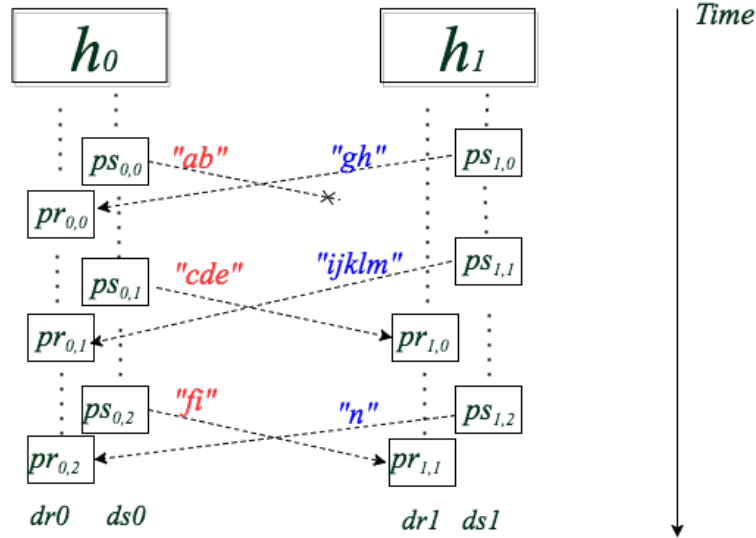 h0 h1 Time
ps0,0 "ab" "gh" ps1,0
pr0,0
ps0,1 "cde" "ijklm" ps1,1
pr0,1 pr1,0
ps0,2 "fi" "n" ps1,2
pr0,2 pr1,1
dr0 ds0 dr1 ds1